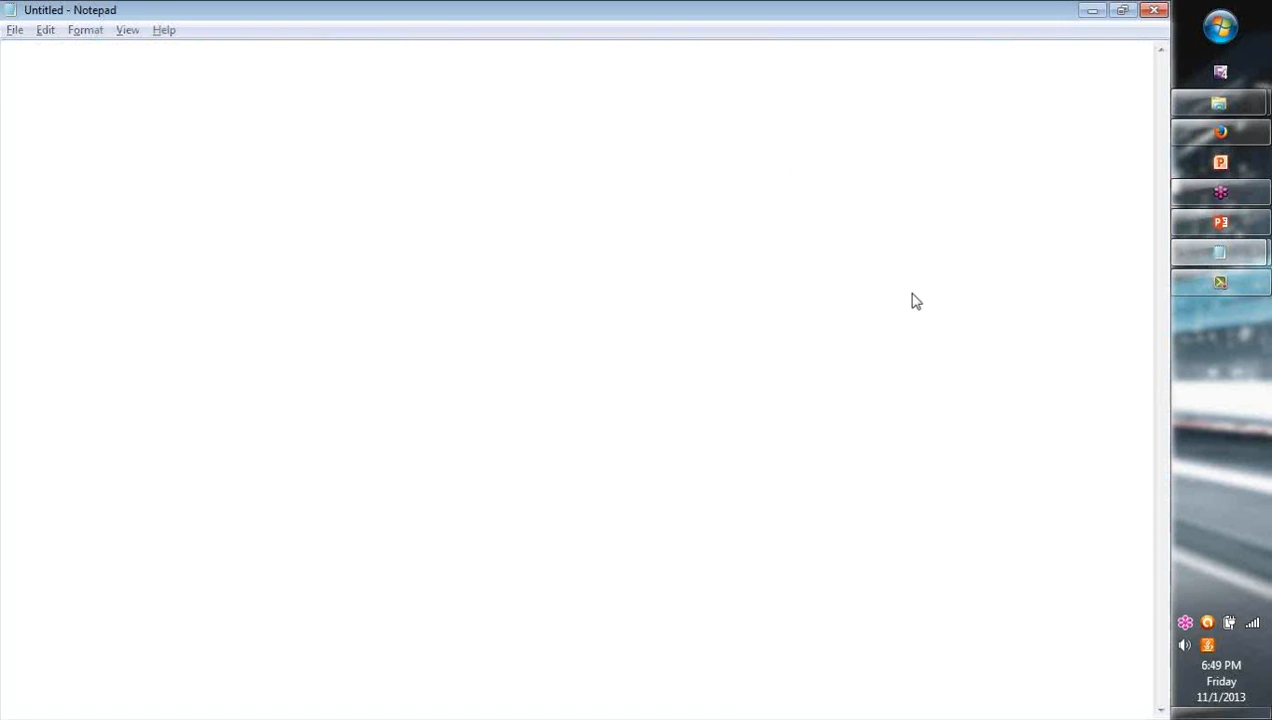 Untitled - Notepad
File Edit Format View Help
6:49 PM
Friday
11/1/2013